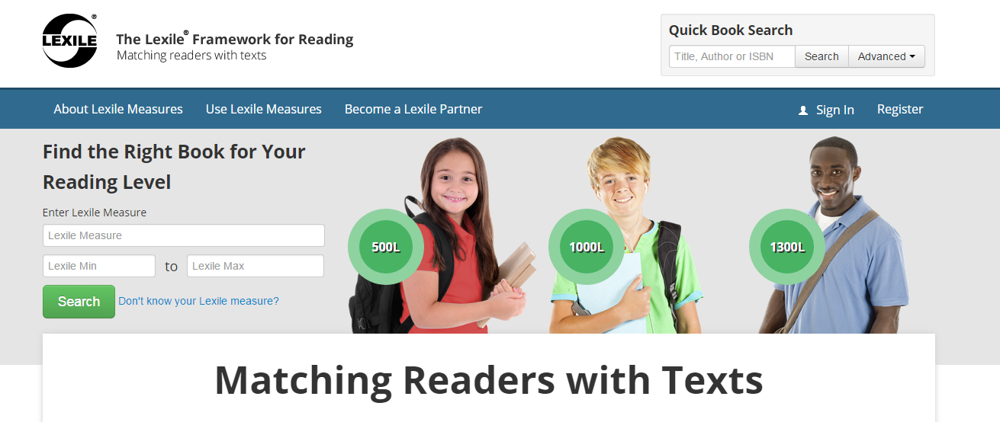 LEXILE®
The Lexile® Framework for Reading
Matching readers with texts
Quick Book Search
Title, Author or ISBN Search Advanced
About Lexile Measures Use Lexile Measures Become a Lexile Partner Sign In Register
Find the Right Book for Your
Reading Level
Enter Lexile Measure
Lexile Measure
Lexile Min to Lexile Max
Search Don't know your Lexile measure?
500L 1000L 1300L
Matching Readers with Texts